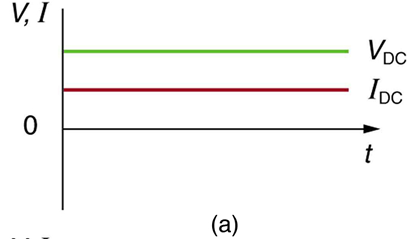 V, I
V_DC
I_DC
0
t
(a)